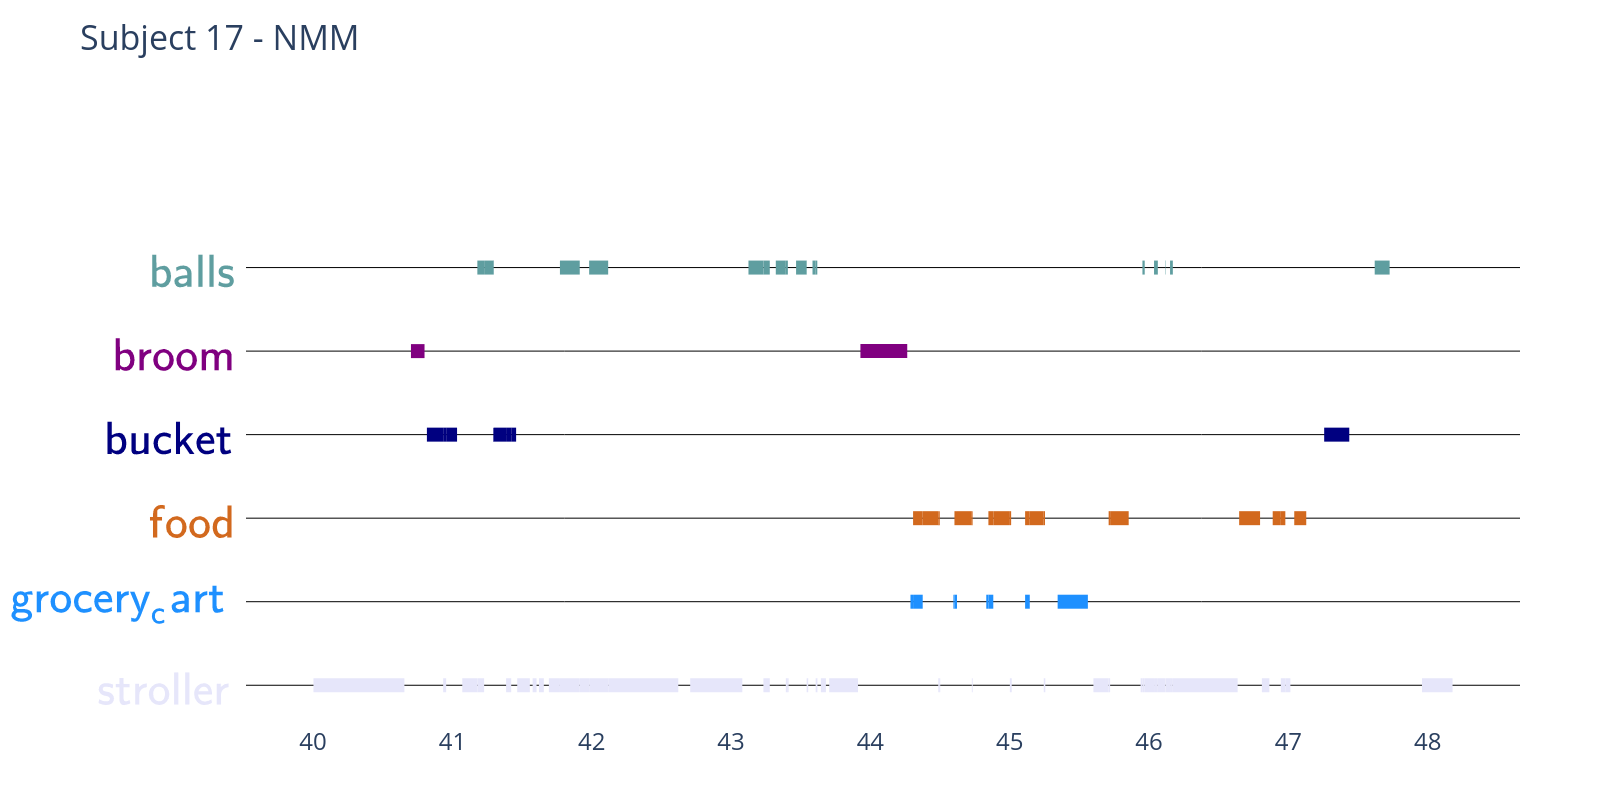 Subject 17 - NMM
balls
broom
bucket
food
grocery_cart
stroller
40 41 42 43 44 45 46 47 48